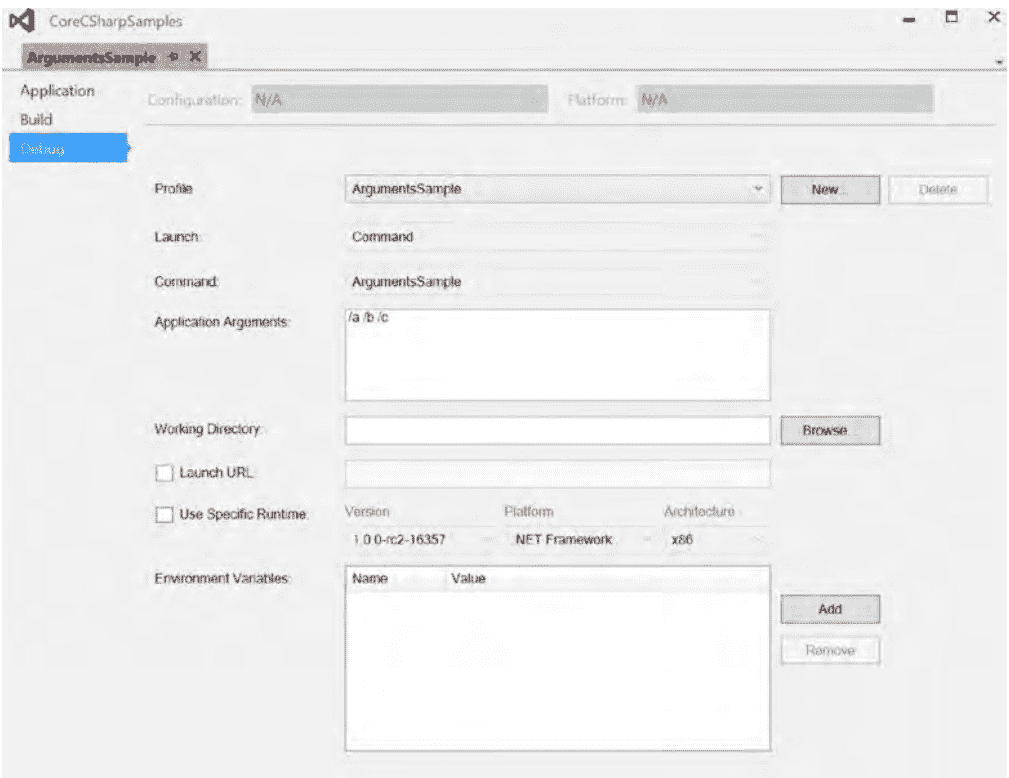 CoreCSharpSamples
ArgumentsSample
Application
Build
Debug
Configuration: N/A Platform: N/A
Profile ArgumentsSample New... Delete
Launch: Command
Command: ArgumentsSample
Application Arguments: /a /b /c
Working Directory: Browse...
Launch URL:
Use Specific Runtime: Version Platform Architecture
1.0.0-rc2-16357 .NET Framework x86
Environment Variables: Name Value
Add
Remove